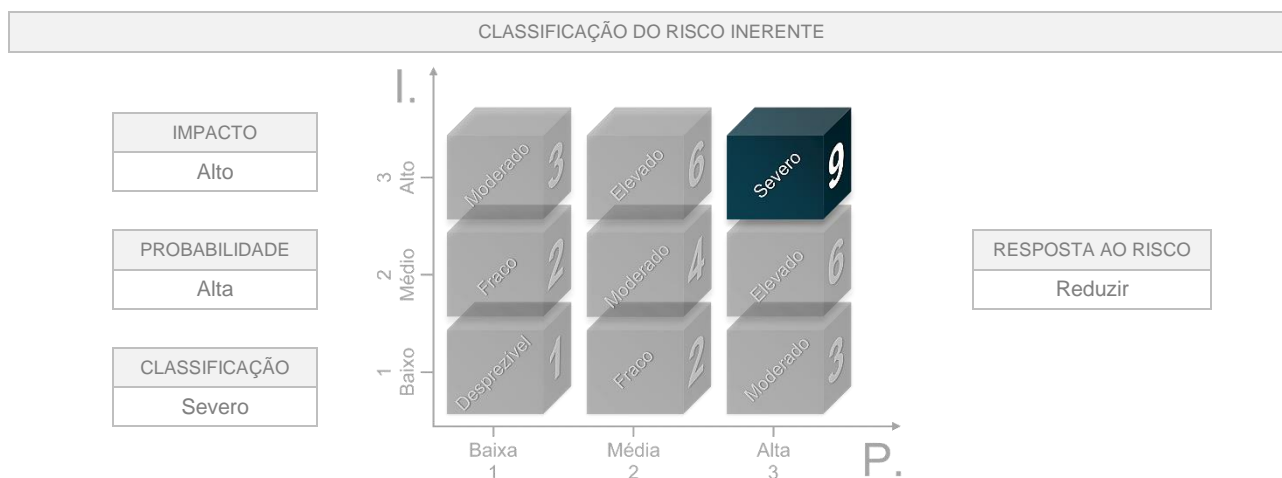 CLASSIFICAÇÃO DO RISCO INERENTE
I.
IMPACTO
Alto
PROBABILIDADE
Alta
CLASSIFICAÇÃO
Severo
3
Alto
Moderado 3
Elevado 6
Severo 9
2
Médio
Fraco 2
Moderado 4
Elevado 6
1
Baixo
Desprezível 1
Fraco 2
Moderado 3
Baixa
1
Média
2
Alta
3
P.
RESPOSTA AO RISCO
Reduzir